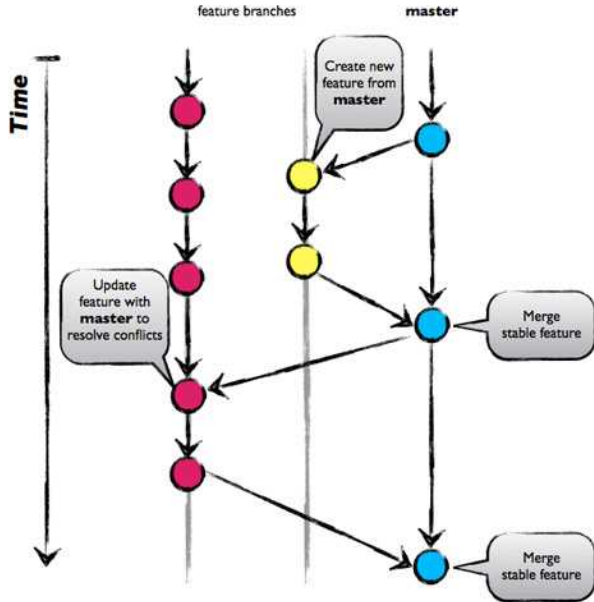 feature branches
master
Time
Create new
feature from
master
Update
feature with
master to
resolve conflicts
Merge
stable feature
Merge
stable feature